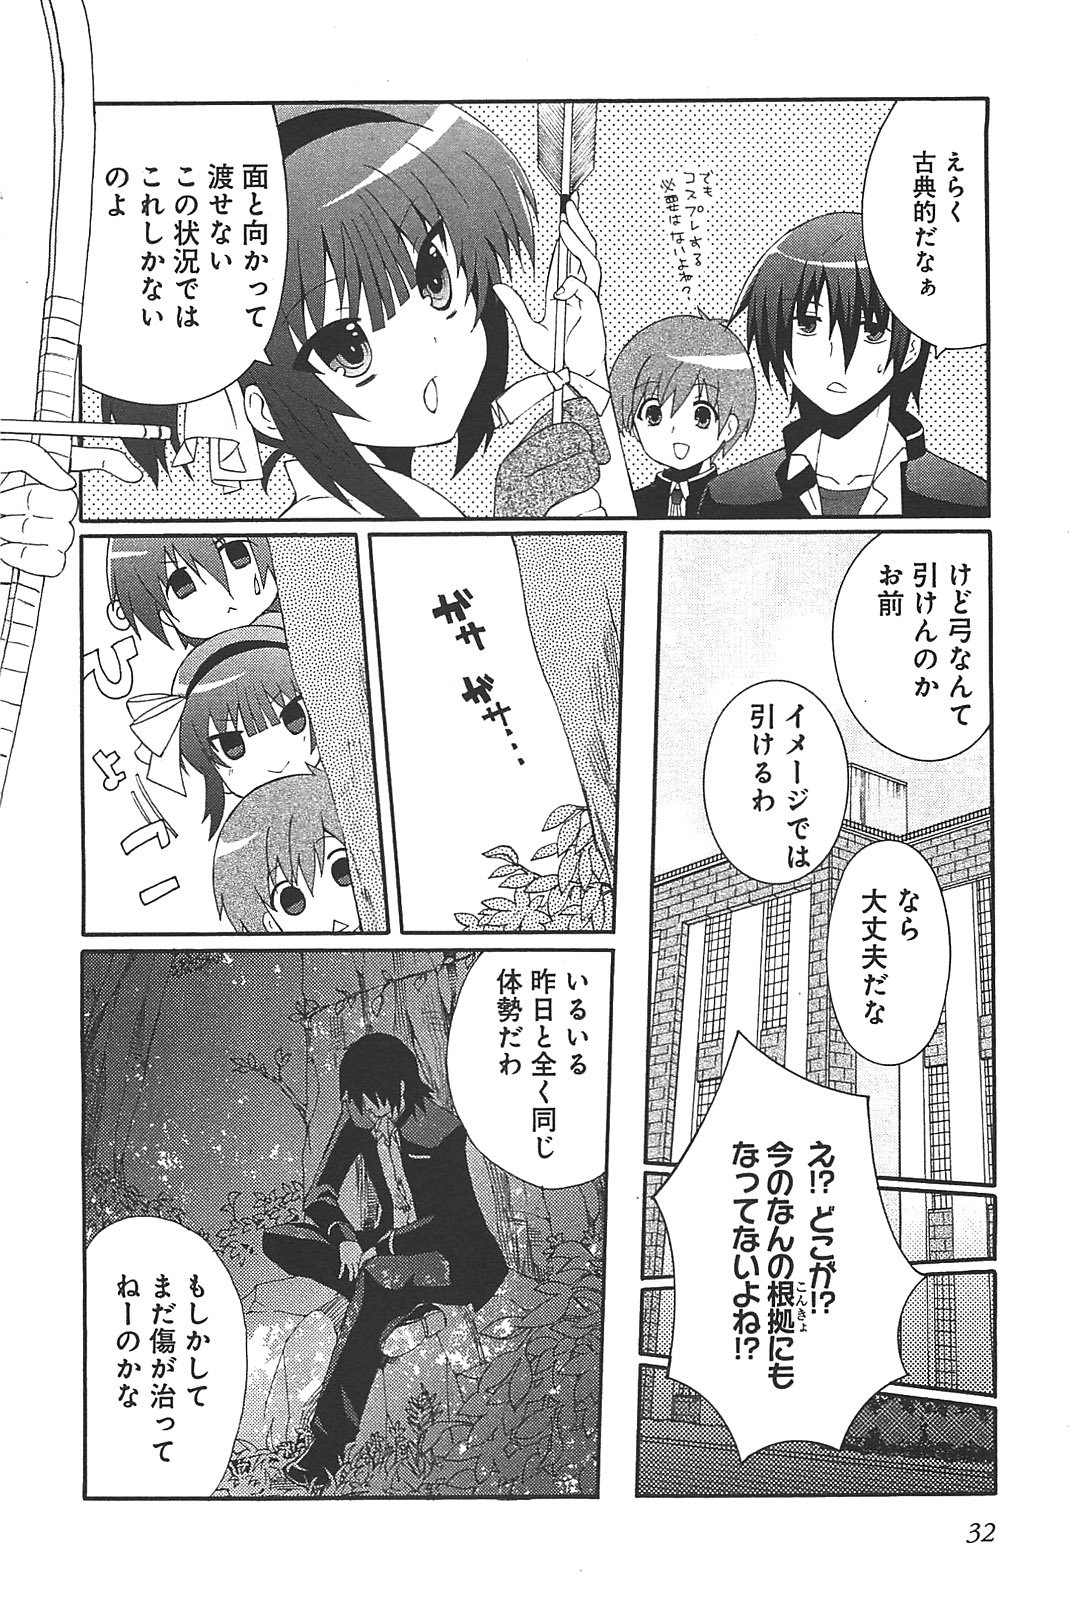 えらく
古典的だなぁ
でも
コスプレする
必要はないよね？
面と向かって
渡せない
この状況では
これしかない
のよ
けど弓なんて
引けんのか
お前
イメージでは
引けるわ
なら
大丈夫だな
え!?どこが!?
今のなんの根拠にも
こんきょ
なってないよね!?
ギサ
ギサ…
ひ
ょ
こ
いるいる
昨日と全く同じ
体勢だわ
もしかして
まだ傷が治って
ねーのかな
32